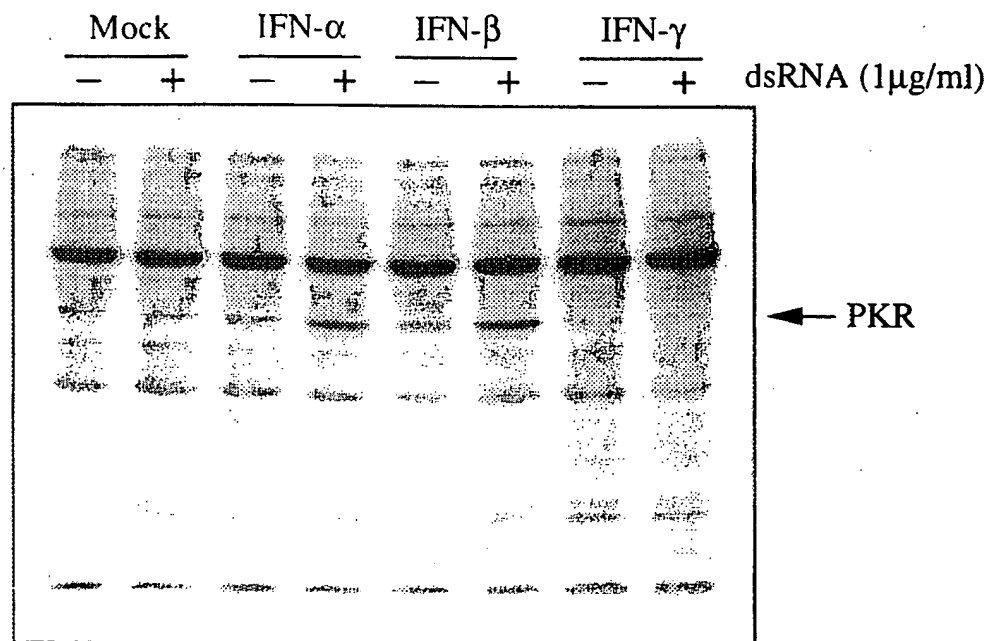 Mock IFN-α IFN-β IFN-γ
− + − + − + − + dsRNA (1μg/ml)
PKR